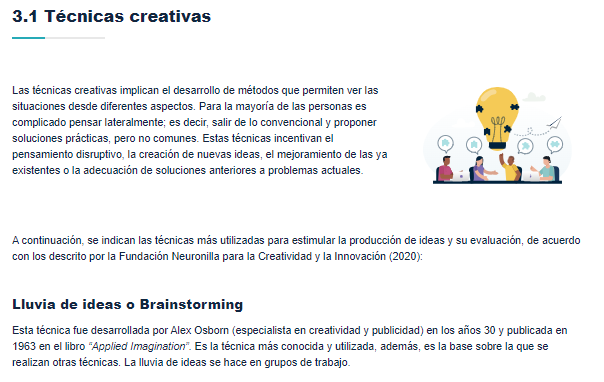 3.1 Técnicas creativas
Las técnicas creativas implican el desarrollo de métodos que permiten ver las
situaciones desde diferentes aspectos. Para la mayoría de las personas es
complicado pensar lateralmente; es decir, salir de lo convencional y proponer
soluciones prácticas, pero no comunes. Estas técnicas incentivan el
pensamiento disruptivo, la creación de nuevas ideas, el mejoramiento de las ya
existentes o la adecuación de soluciones anteriores a problemas actuales.
A continuación, se indican las técnicas más utilizadas para estimular la producción de ideas y su evaluación, de acuerdo
con los descrito por la Fundación Neuronilla para la Creatividad y la Innovación (2020):
Lluvia de ideas o Brainstorming
Esta técnica fue desarrollada por Alex Osborn (especialista en creatividad y publicidad) en los años 30 y publicada en
1963 en el libro “Applied Imagination”. Es la técnica más conocida y utilizada, además, es la base sobre la que se
realizan otras técnicas. La lluvia de ideas se hace en grupos de trabajo.